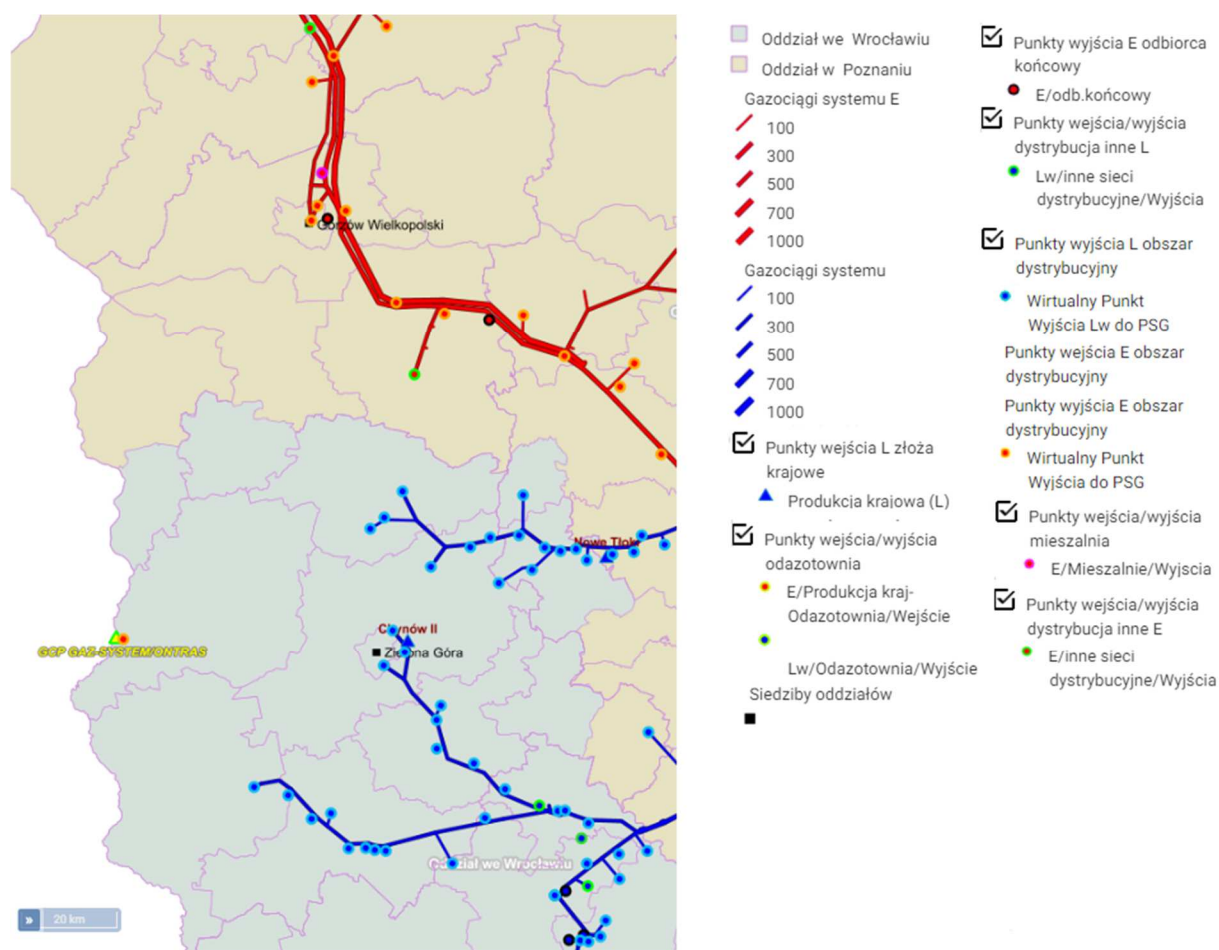 Gorzów Wielkopolski
Nowe Tłoki
Chynów II
Zielona Góra
GCP GAZ-SYSTEM/ONTRAS
Oddział we Wrocławiu
»
20 km
Oddział we Wrocławiu
Oddział w Poznaniu
Gazociągi systemu E
100
300
500
700
1000
Gazociągi systemu
100
300
500
700
1000
Punkty wejścia L złoża
krajowe
Produkcja krajowa (L)
Punkty wejścia/wyjścia
odazotownia
E/Produkcja kraj-
Odazotownia/Wejście
Lw/Odazotownia/Wyjście
Siedziby oddziałów
Punkty wyjścia E odbiorca
końcowy
E/odb.końcowy
Punkty wejścia/wyjścia
dystrybucja inne L
Lw/inne sieci
dystrybucyjne/Wyjścia
Punkty wyjścia L obszar
dystrybucyjny
Wirtualny Punkt
Wyjścia Lw do PSG
Punkty wejścia E obszar
dystrybucyjny
Punkty wyjścia E obszar
dystrybucyjny
Wirtualny Punkt
Wyjścia do PSG
Punkty wejścia/wyjścia
mieszalnia
E/Mieszalnie/Wyjscia
Punkty wejścia/wyjścia
dystrybucja inne E
E/inne sieci
dystrybucyjne/Wyjścia